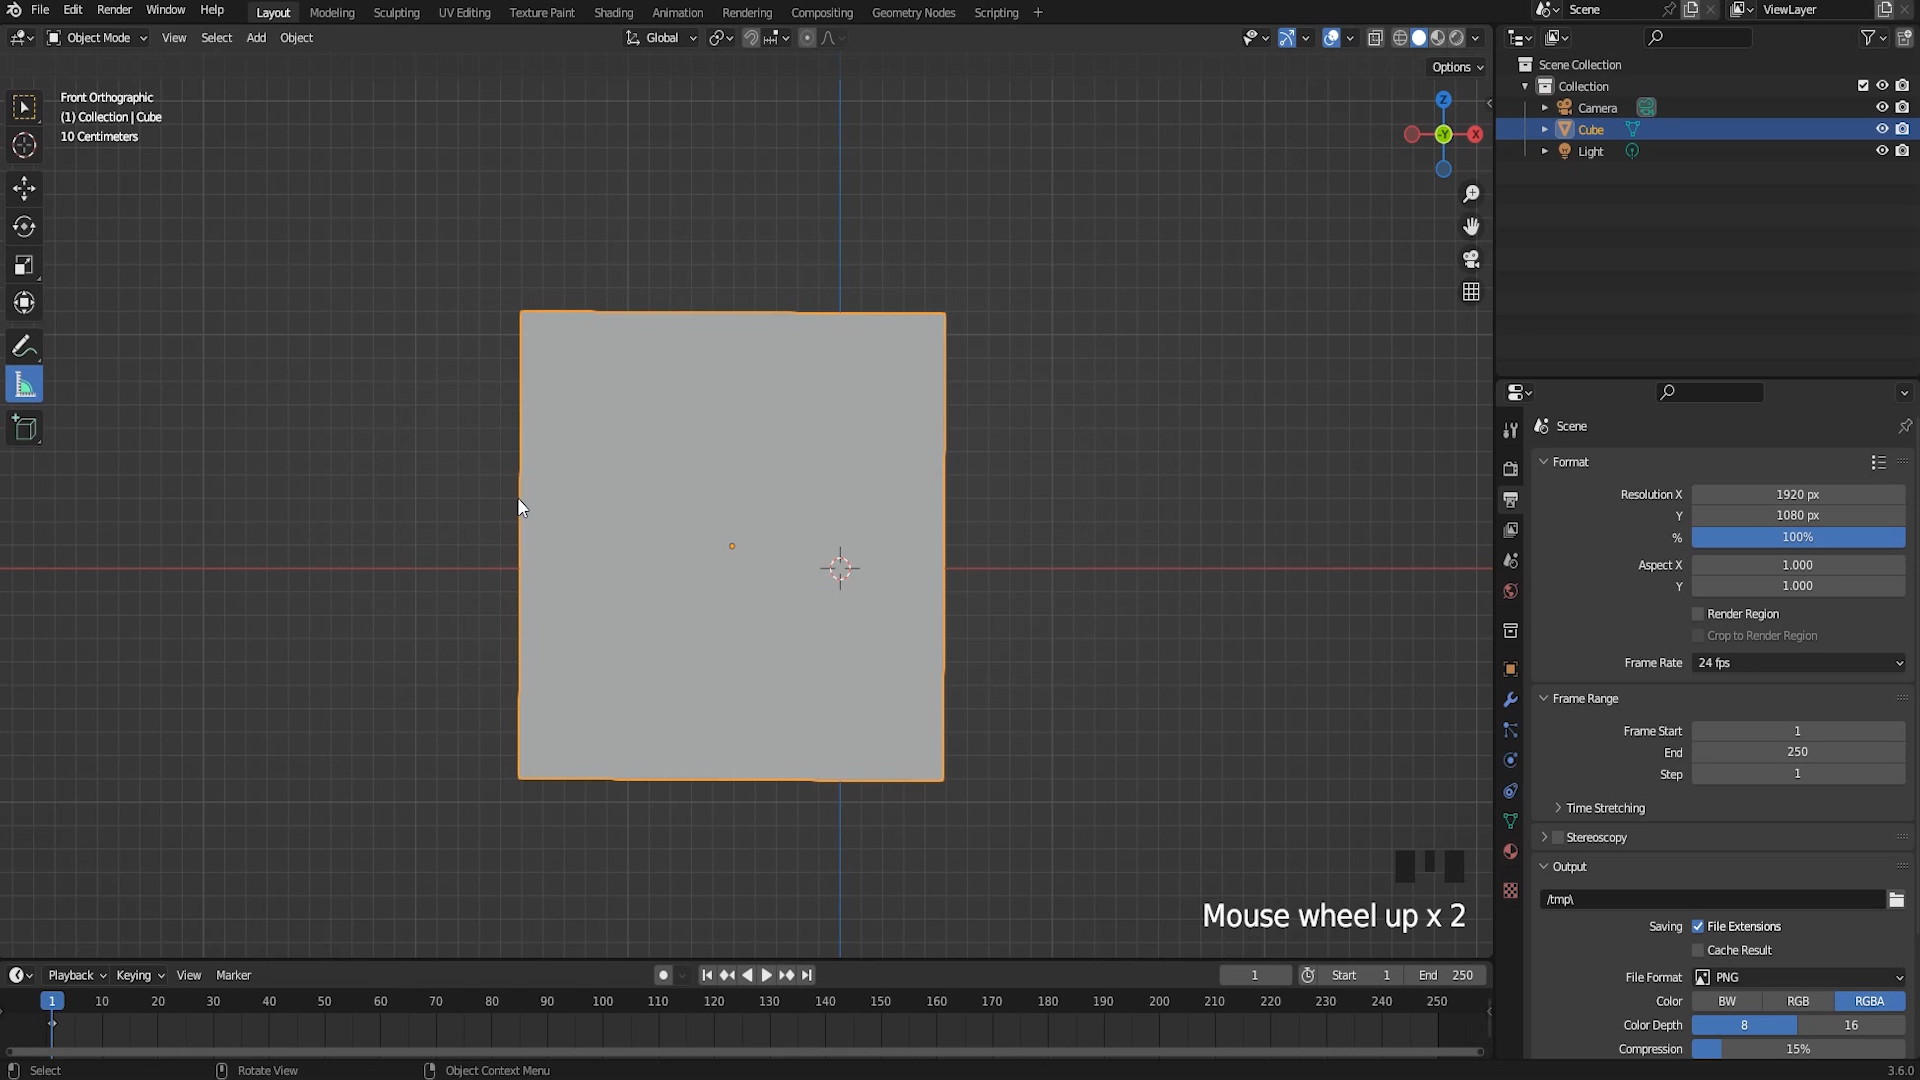 File Edit Render Window Help Layout Modeling Sculpting UV Editing Texture Paint Shading Animation Rendering Compositing Geometry Nodes Scripting + Scene ViewLayer
Object Mode View Select Add Object Global
Options
Front Orthographic
(1) Collection | Cube
10 Centimeters
Z
-Y
X
Scene Collection
Collection
Camera
Cube
Light
Scene
Format
Resolution X 1920 px
Y 1080 px
% 100%
Aspect X 1.000
Y 1.000
Render Region
Crop to Render Region
Frame Rate 24 fps
Frame Range
Frame Start 1
End 250
Step 1
Time Stretching
Stereoscopy
Output
/tmp\
Saving File Extensions
Cache Result
File Format PNG
Color BW RGB RGBA
Color Depth 8 16
Compression 15%
Mouse wheel up x 2
Playback Keying View Marker 1 Start 1 End 250
1 10 20 30 40 50 60 70 80 90 100 110 120 130 140 150 160 170 180 190 200 210 220 230 240 250
Select Rotate View Object Context Menu 3.6.0